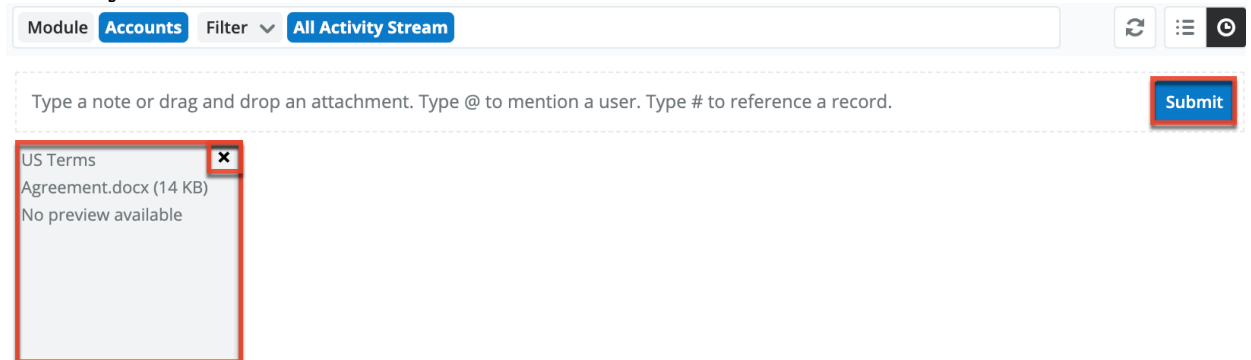 Module Accounts Filter All Activity Stream
Type a note or drag and drop an attachment. Type @ to mention a user. Type # to reference a record.
Submit
US Terms
Agreement.docx (14 KB)
No preview available